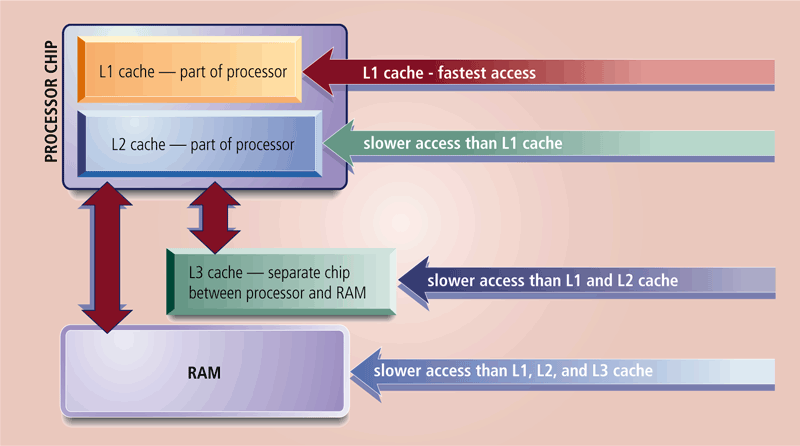 PROCESSOR CHIP
L1 cache — part of processor
L1 cache - fastest access
L2 cache — part of processor
slower access than L1 cache
L3 cache — separate chip
between processor and RAM
slower access than L1 and L2 cache
RAM
slower access than L1, L2, and L3 cache